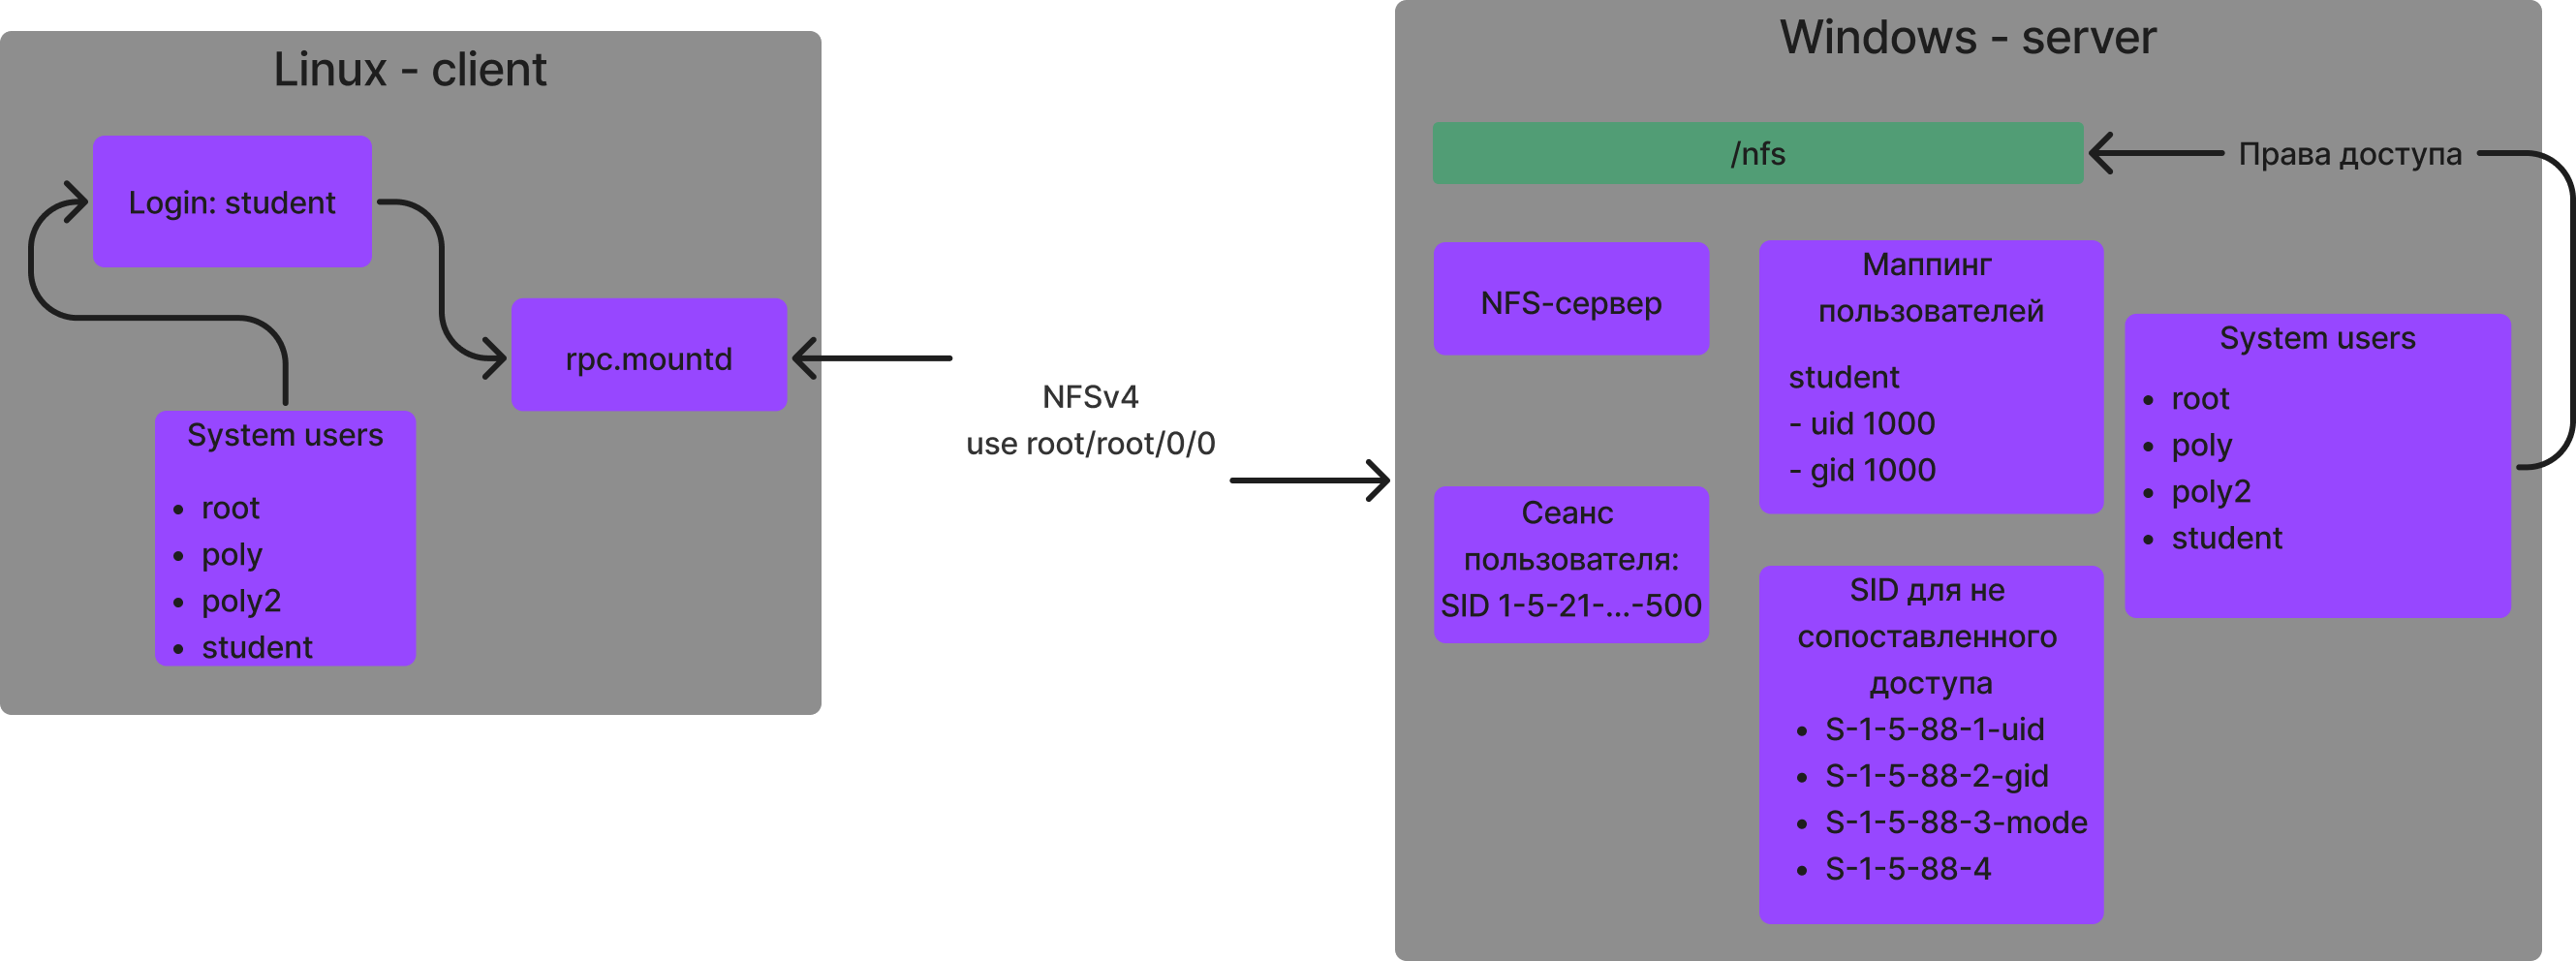 Linux - client
Login: student
rpc.mountd
System users
• root
• poly
• poly2
• student
NFSv4
use root/root/0/0
Windows - server
/nfs
Права доступа
NFS-сервер
Маппинг
пользователей
student
- uid 1000
- gid 1000
System users
• root
• poly
• poly2
• student
Сеанс
пользователя:
SID 1-5-21-...-500
SID для не
сопоставленного
доступа
• S-1-5-88-1-uid
• S-1-5-88-2-gid
• S-1-5-88-3-mode
• S-1-5-88-4